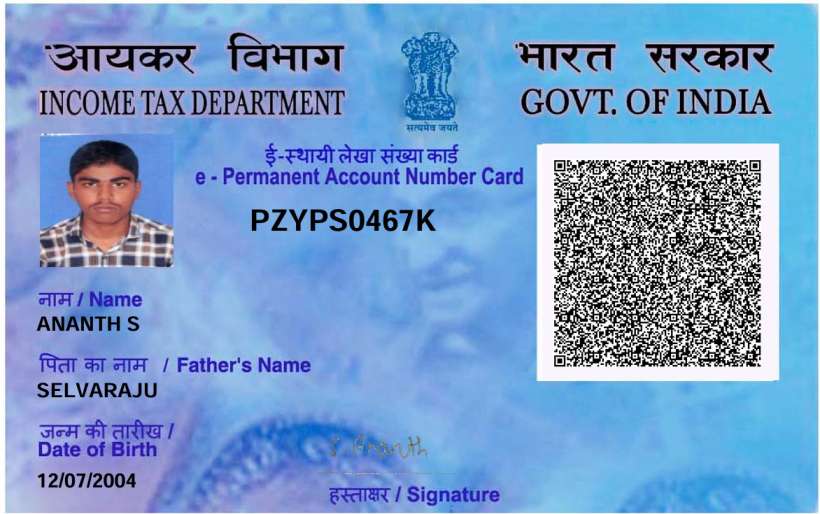 आयकर विभाग
INCOME TAX DEPARTMENT
सत्यमेव जयते
भारत सरकार
GOVT. OF INDIA
ई-स्थायी लेखा संख्या कार्ड
e - Permanent Account Number Card
PZYPS0467K
नाम / Name
ANANTH S
पिता का नाम / Father's Name
SELVARAJU
जन्म की तारीख /
Date of Birth
12/07/2004
S. Ananth
हस्ताक्षर / Signature